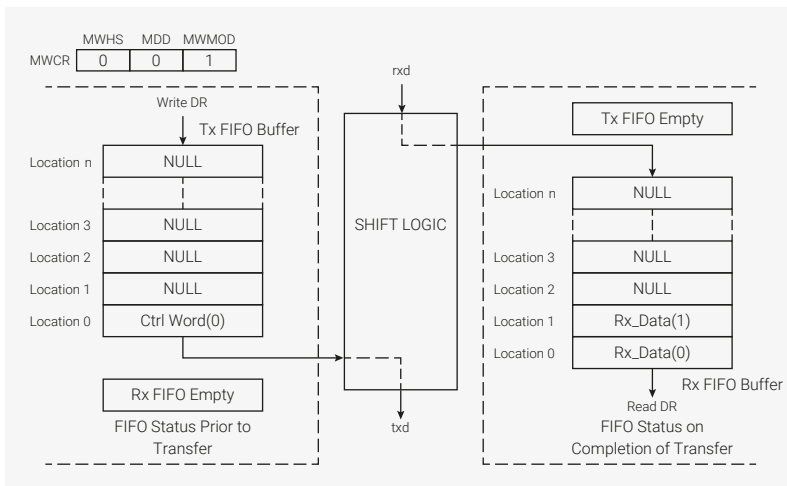 MWHS MDD MWMOD
MWCR 0 0 1
Write DR
Tx FIFO Buffer
Location n NULL
Location 3 NULL
Location 2 NULL
Location 1 NULL
Location 0 Ctrl Word(0)
Rx FIFO Empty
FIFO Status Prior to
Transfer
rxd
SHIFT LOGIC
txd
Tx FIFO Empty
Location n NULL
Location 3 NULL
Location 2 NULL
Location 1 Rx_Data(1)
Location 0 Rx_Data(0)
Rx FIFO Buffer
Read DR
FIFO Status on
Completion of Transfer